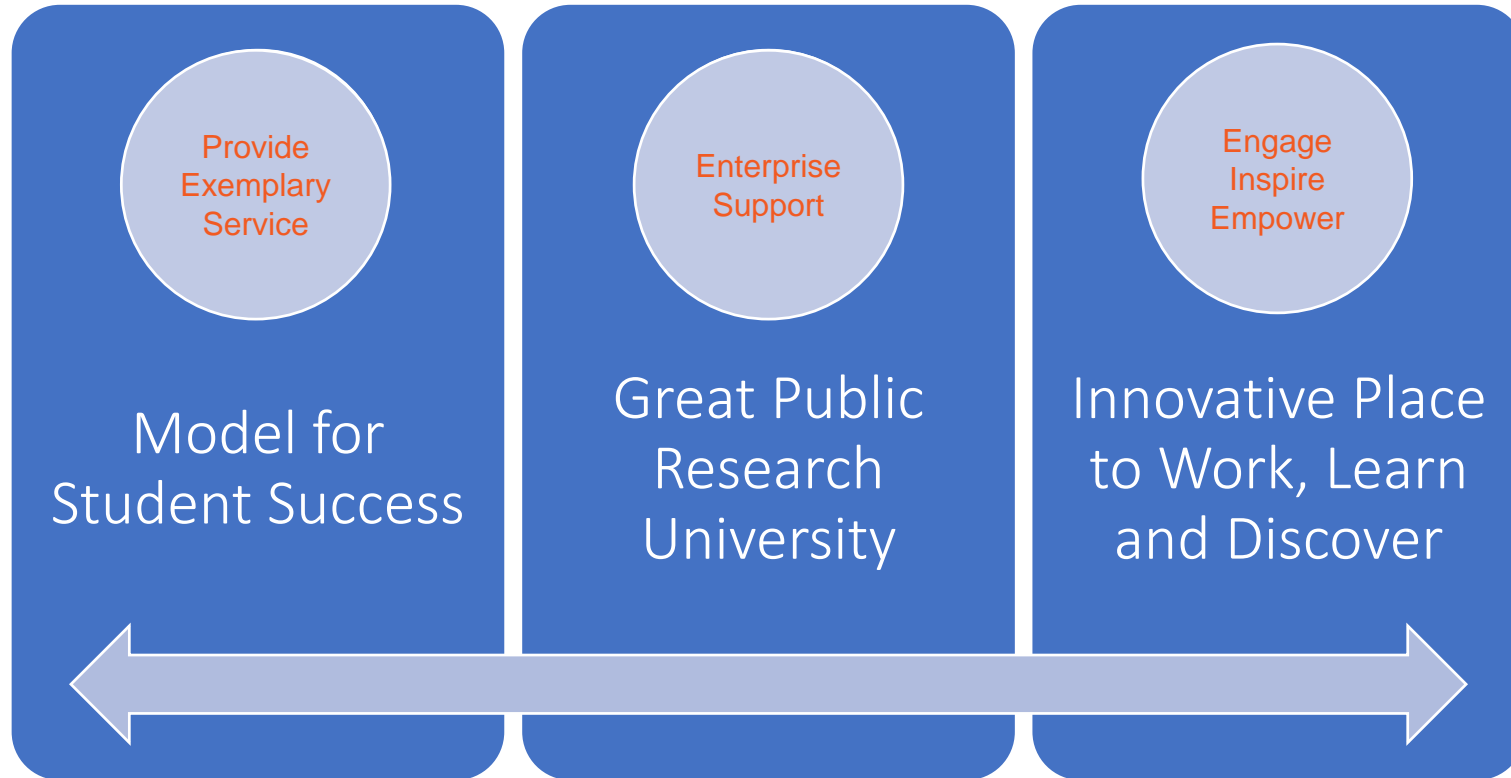 Provide
Exemplary
Service
Model for
Student Success
Enterprise
Support
Great Public
Research
University
Engage
Inspire
Empower
Innovative Place
to Work, Learn
and Discover